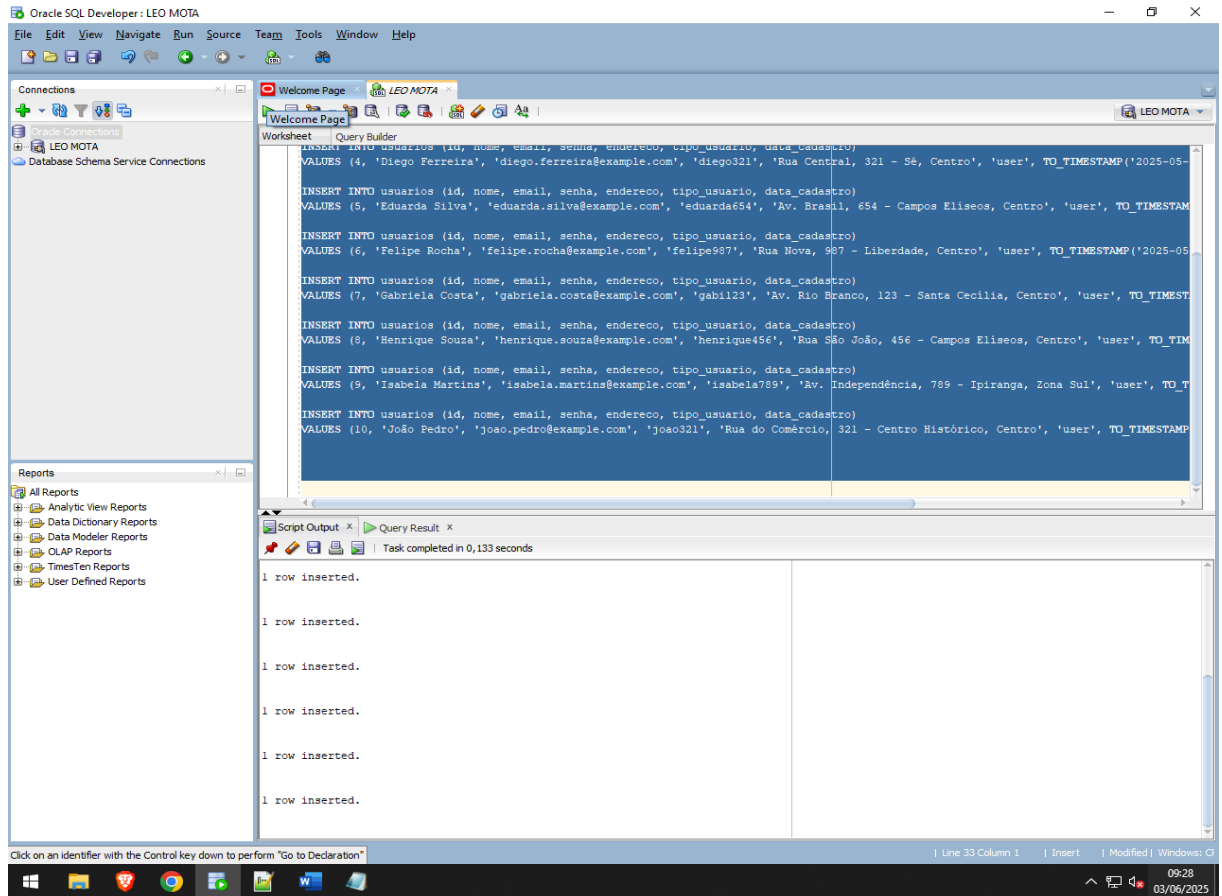 Oracle SQL Developer : LEO MOTA
File Edit View Navigate Run Source Team Tools Window Help
Connections
Oracle Connections
LEO MOTA
Database Schema Service Connections
Reports
All Reports
Analytic View Reports
Data Dictionary Reports
Data Modeler Reports
OLAP Reports
TimesTen Reports
User Defined Reports
Welcome Page
LEO MOTA
Welcome Page
LEO MOTA
Worksheet Query Builder
INSERT INTO usuarios (id, nome, email, senha, endereco, tipo_usuario, data_cadastro)
VALUES (4, 'Diego Ferreira', 'diego.ferreira@example.com', 'diego321', 'Rua Central, 321 - Sé, Centro', 'user', TO_TIMESTAMP('2025-05-
INSERT INTO usuarios (id, nome, email, senha, endereco, tipo_usuario, data_cadastro)
VALUES (5, 'Eduarda Silva', 'eduarda.silva@example.com', 'eduarda654', 'Av. Brasil, 654 - Campos Elíseos, Centro', 'user', TO_TIMESTAM
INSERT INTO usuarios (id, nome, email, senha, endereco, tipo_usuario, data_cadastro)
VALUES (6, 'Felipe Rocha', 'felipe.rocha@example.com', 'felipe987', 'Rua Nova, 987 - Liberdade, Centro', 'user', TO_TIMESTAMP('2025-05
INSERT INTO usuarios (id, nome, email, senha, endereco, tipo_usuario, data_cadastro)
VALUES (7, 'Gabriela Costa', 'gabriela.costa@example.com', 'gabi123', 'Av. Rio Branco, 123 - Santa Cecília, Centro', 'user', TO_TIMEST
INSERT INTO usuarios (id, nome, email, senha, endereco, tipo_usuario, data_cadastro)
VALUES (8, 'Henrique Souza', 'henrique.souza@example.com', 'henrique456', 'Rua São João, 456 - Campos Elíseos, Centro', 'user', TO_TIM
INSERT INTO usuarios (id, nome, email, senha, endereco, tipo_usuario, data_cadastro)
VALUES (9, 'Isabela Martins', 'isabela.martins@example.com', 'isabela789', 'Av. Independência, 789 - Ipiranga, Zona Sul', 'user', TO_T
INSERT INTO usuarios (id, nome, email, senha, endereco, tipo_usuario, data_cadastro)
VALUES (10, 'João Pedro', 'joao.pedro@example.com', 'joao321', 'Rua do Comércio, 321 - Centro Histórico, Centro', 'user', TO_TIMESTAMP
Script Output x Query Result x
Task completed in 0,133 seconds
1 row inserted.
1 row inserted.
1 row inserted.
1 row inserted.
1 row inserted.
1 row inserted.
Click on an identifier with the Control key down to perform "Go to Declaration"
| Line 33 Column 1 | Insert | Modified | Windows: C
09:28
03/06/2025